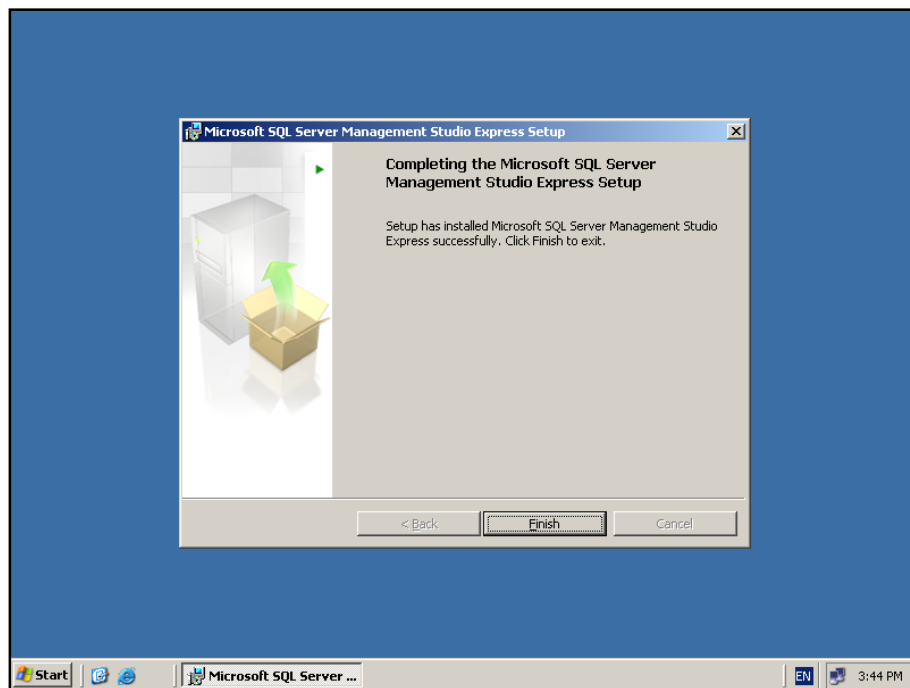 Microsoft SQL Server Management Studio Express Setup
Completing the Microsoft SQL Server
Management Studio Express Setup
Setup has installed Microsoft SQL Server Management Studio
Express successfully. Click Finish to exit.
< Back
Finish
Cancel
Start
Microsoft SQL Server ...
EN
3:44 PM